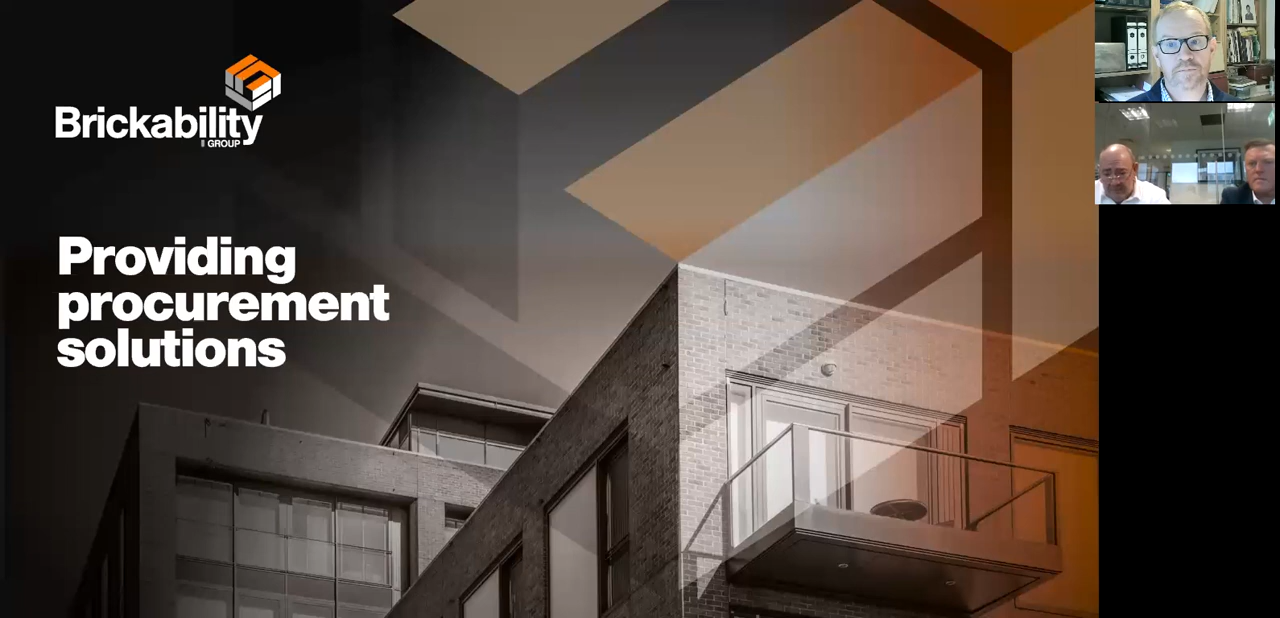 Brickability
GROUP
Providing
procurement
solutions